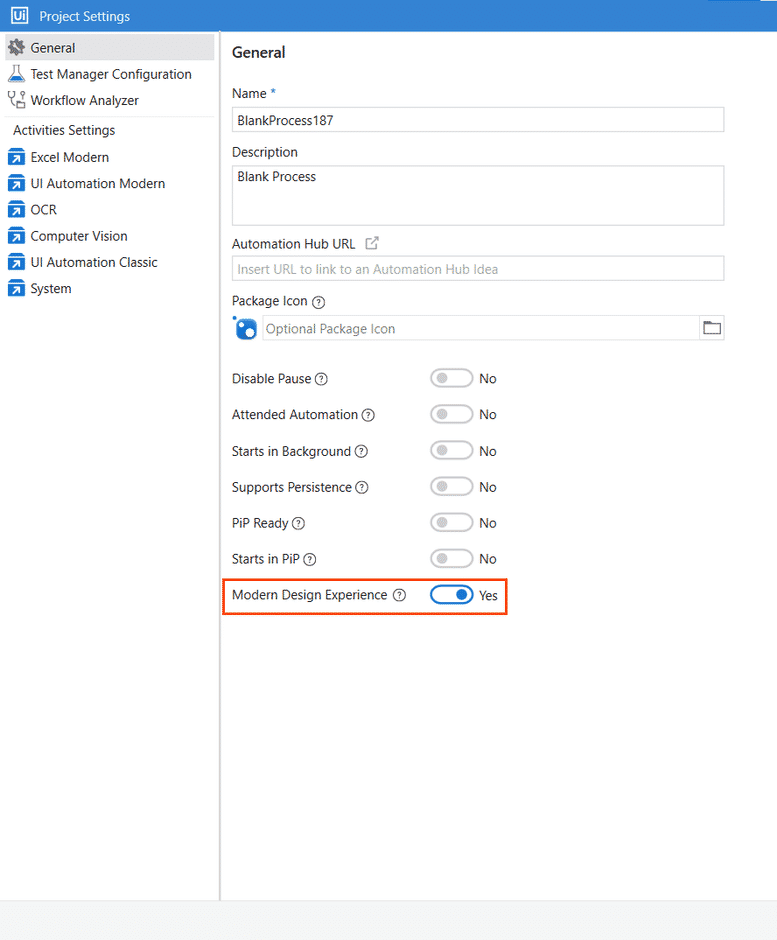 Ui Project Settings
General
Test Manager Configuration
Workflow Analyzer
Activities Settings
Excel Modern
UI Automation Modern
OCR
Computer Vision
UI Automation Classic
System
General
Name *
BlankProcess187
Description
Blank Process
Automation Hub URL
Insert URL to link to an Automation Hub Idea
Package Icon ?
Optional Package Icon
Disable Pause ? No
Attended Automation ? No
Starts in Background ? No
Supports Persistence ? No
PiP Ready ? No
Starts in PiP ? No
Modern Design Experience ? Yes